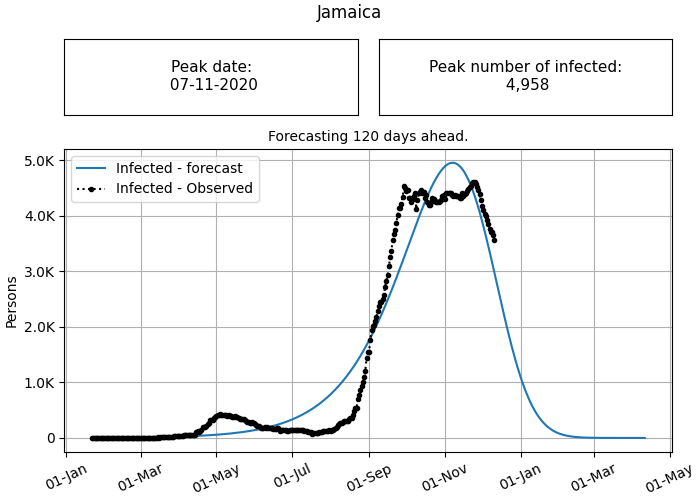 Jamaica
Peak date:
07-11-2020
Peak number of infected:
4,958
Forecasting 120 days ahead.
Infected - forecast
Infected - Observed
Persons
5.0K
4.0K
3.0K
2.0K
1.0K
0
01-Jan
01-Mar
01-May
01-Jul
01-Sep
01-Nov
01-Jan
01-Mar
01-May